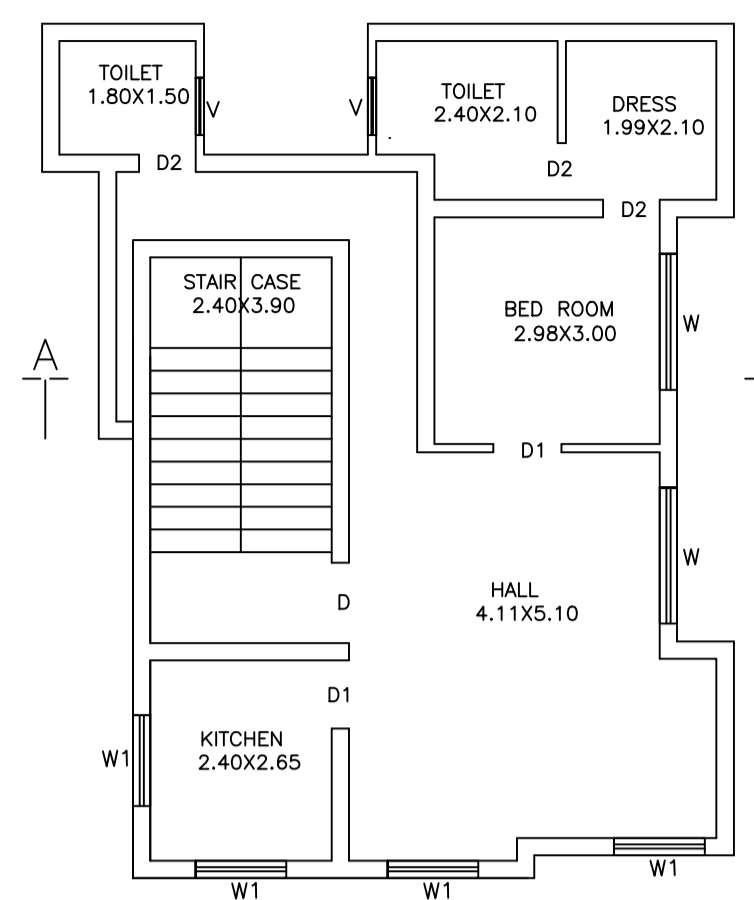 TOILET
1.80X1.50
V
V
TOILET
2.40X2.10
DRESS
1.99X2.10
D2
D2
D2
STAIR CASE
2.40X3.90
BED ROOM
2.98X3.00
W
A
D1
W
HALL
4.11X5.10
D
D1
KITCHEN
2.40X2.65
W1
W1
W1
W1